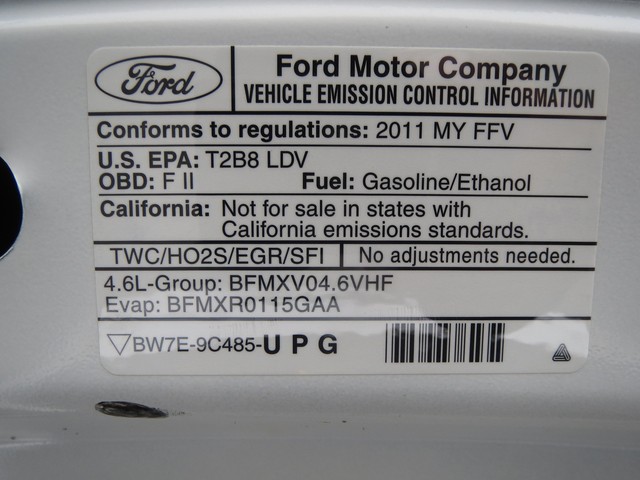 Ford
Ford Motor Company
VEHICLE EMISSION CONTROL INFORMATION
Conforms to regulations: 2011 MY FFV
U.S. EPA: T2B8 LDV
OBD: F II Fuel: Gasoline/Ethanol
California: Not for sale in states with
California emissions standards.
TWC/HO2S/EGR/SFI No adjustments needed.
4.6L-Group: BFMXV04.6VHF
Evap: BFMXR0115GAA
BW7E-9C485-U P G